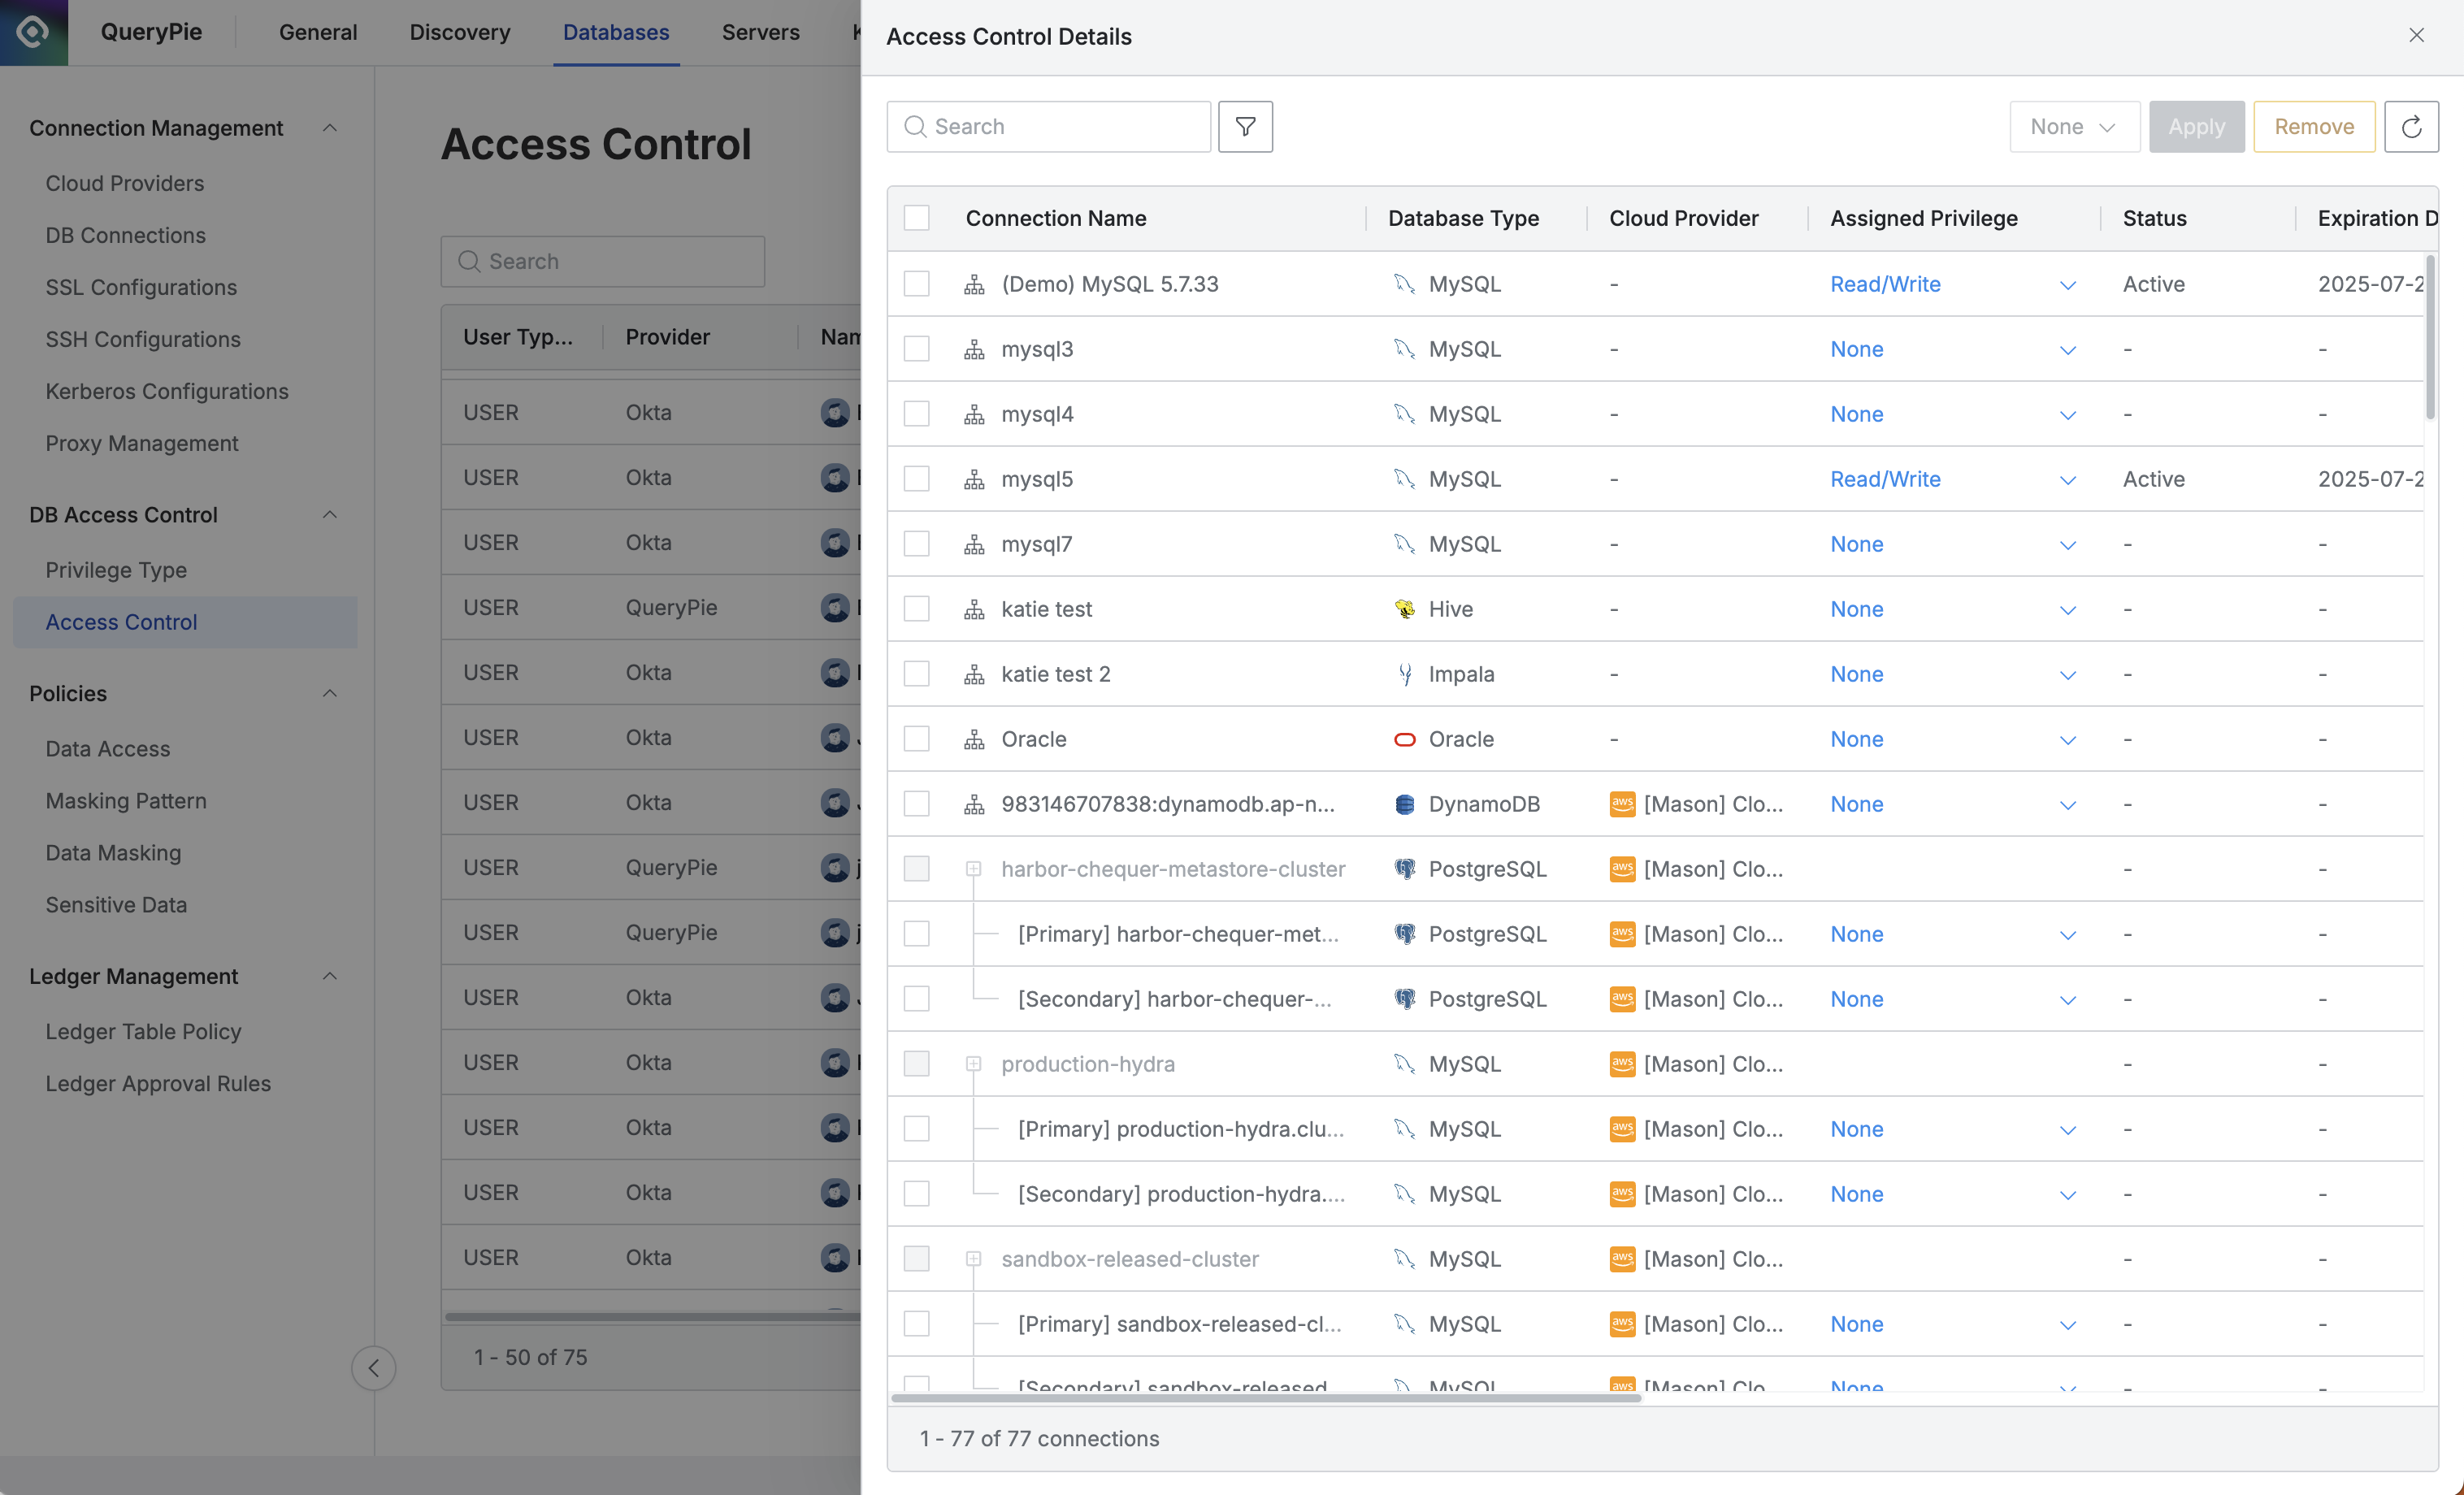 QueryPie
General
Discovery
Databases
Servers
Connection Management
Cloud Providers
DB Connections
SSL Configurations
SSH Configurations
Kerberos Configurations
Proxy Management
DB Access Control
Privilege Type
Access Control
Policies
Data Access
Masking Pattern
Data Masking
Sensitive Data
Ledger Management
Ledger Table Policy
Ledger Approval Rules
Access Control
Search
User Typ... Provider
USER Okta
USER Okta
USER Okta
USER QueryPie
USER Okta
USER Okta
USER Okta
USER QueryPie
USER QueryPie
USER Okta
USER Okta
USER Okta
USER Okta
USER Okta
1 - 50 of 75
Access Control Details
Search
None
Apply
Remove
Connection Name Database Type Cloud Provider Assigned Privilege Status Expiration D
(Demo) MySQL 5.7.33 MySQL - Read/Write Active 2025-07-2
mysql3 MySQL - None - -
mysql4 MySQL - None - -
mysql5 MySQL - Read/Write Active 2025-07-2
mysql7 MySQL - None - -
katie test Hive - None - -
katie test 2 Impala - None - -
Oracle Oracle - None - -
983146707838:dynamodb.ap-n... DynamoDB aws [Mason] Clo... None - -
harbor-chequer-metastore-cluster PostgreSQL aws [Mason] Clo... - -
[Primary] harbor-chequer-met... PostgreSQL aws [Mason] Clo... None - -
[Secondary] harbor-chequer-... PostgreSQL aws [Mason] Clo... None - -
production-hydra MySQL aws [Mason] Clo... - -
[Primary] production-hydra.clu... MySQL aws [Mason] Clo... None - -
[Secondary] production-hydra.... MySQL aws [Mason] Clo... None - -
sandbox-released-cluster MySQL aws [Mason] Clo... - -
[Primary] sandbox-released-cl... MySQL aws [Mason] Clo... None - -
[Secondary] sandbox-released MySQL aws [Mason] Clo None - -
1 - 77 of 77 connections